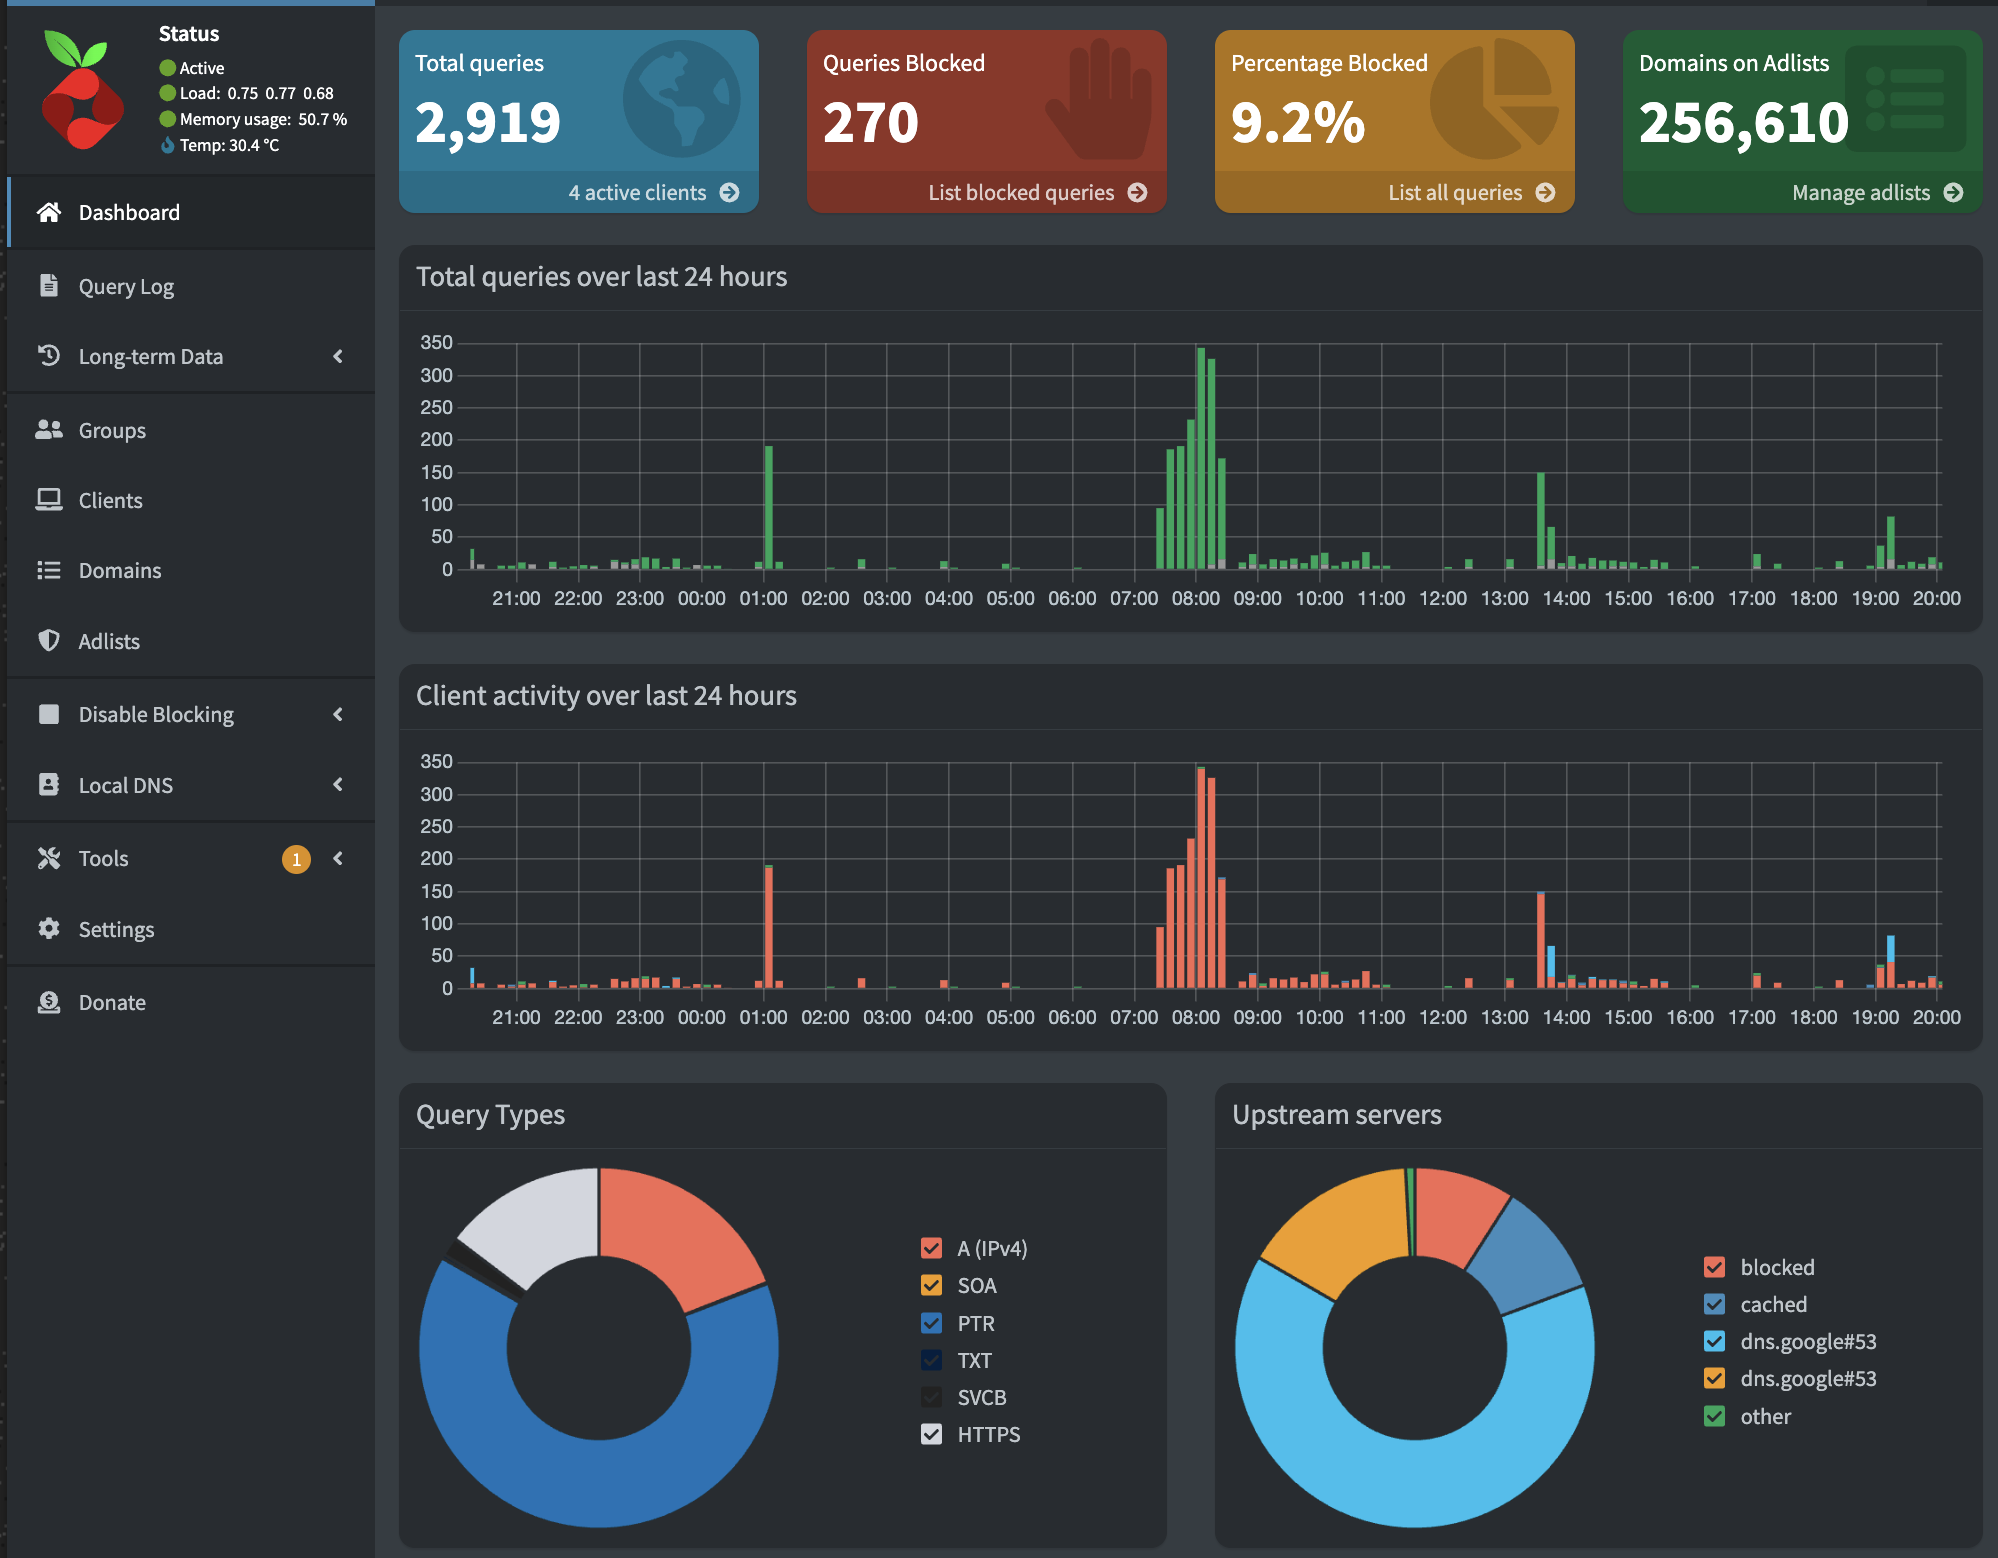 Status
Active
Load: 0.75 0.77 0.68
Memory usage: 50.7 %
Temp: 30.4 °C
Dashboard
Query Log
Long-term Data
Groups
Clients
Domains
Adlists
Disable Blocking
Local DNS
Tools 1
Settings
Donate
Total queries
2,919
4 active clients
Queries Blocked
270
List blocked queries
Percentage Blocked
9.2%
List all queries
Domains on Adlists
256,610
Manage adlists
Total queries over last 24 hours
350
300
250
200
150
100
50
0
21:00 22:00 23:00 00:00 01:00 02:00 03:00 04:00 05:00 06:00 07:00 08:00 09:00 10:00 11:00 12:00 13:00 14:00 15:00 16:00 17:00 18:00 19:00 20:00
Client activity over last 24 hours
350
300
250
200
150
100
50
0
21:00 22:00 23:00 00:00 01:00 02:00 03:00 04:00 05:00 06:00 07:00 08:00 09:00 10:00 11:00 12:00 13:00 14:00 15:00 16:00 17:00 18:00 19:00 20:00
Query Types
A (IPv4)
SOA
PTR
TXT
SVCB
HTTPS
Upstream servers
blocked
cached
dns.google#53
dns.google#53
other